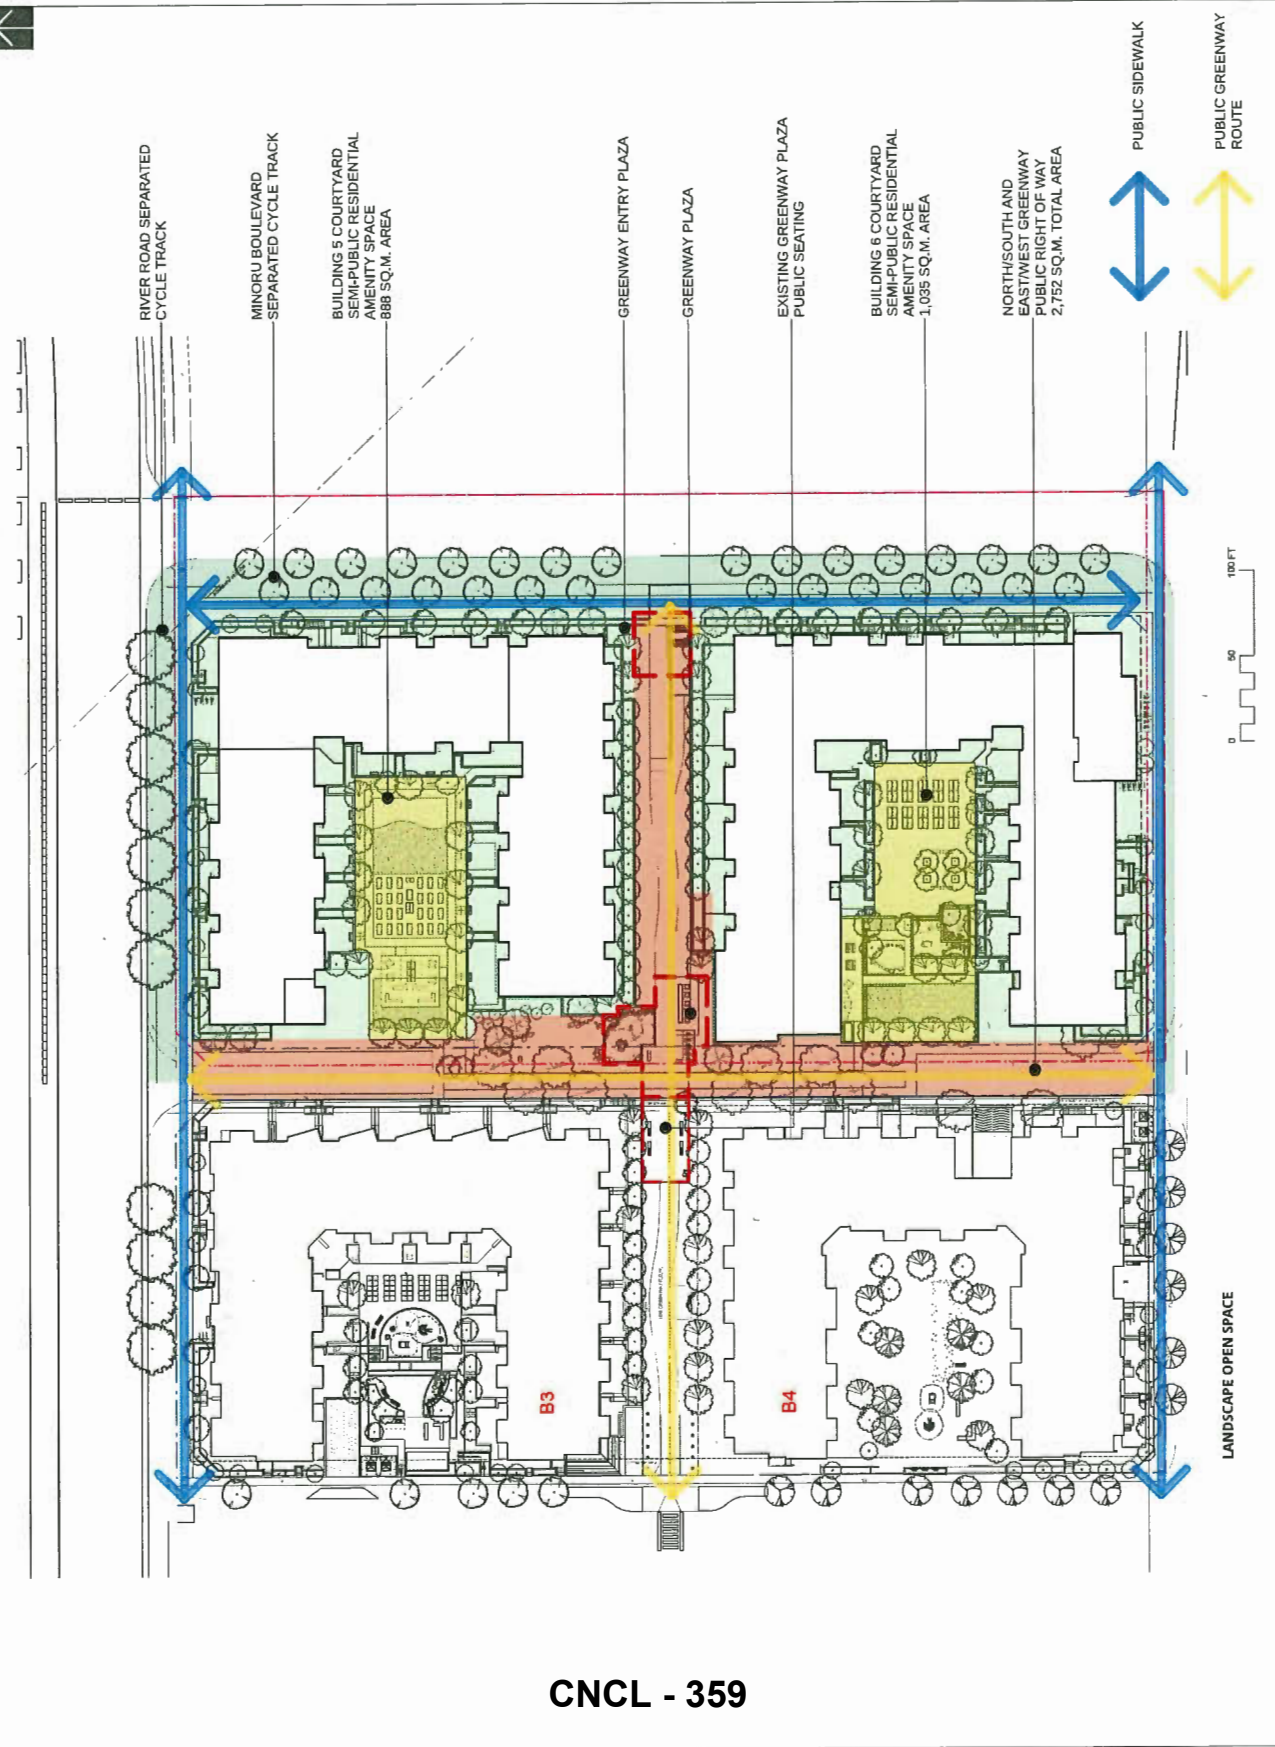 RIVER ROAD SEPARATED
CYCLE TRACK
MINORU BOULEVARD
SEPARATED CYCLE TRACK
BUILDING 5 COURTYARD
SEMI-PUBLIC RESIDENTIAL
AMENITY SPACE
888 SQ.M. AREA
GREENWAY ENTRY PLAZA
GREENWAY PLAZA
EXISTING GREENWAY PLAZA
PUBLIC SEATING
BUILDING 6 COURTYARD
SEMI-PUBLIC RESIDENTIAL
AMENITY SPACE
1,035 SQ.M. AREA
NORTH/SOUTH AND
EAST/WEST GREENWAY
PUBLIC RIGHT OF WAY
2,752 SQ.M. TOTAL AREA
PUBLIC SIDEWALK
PUBLIC GREENWAY
ROUTE
0 50 100 FT
B3
B4
LANDSCAPE OPEN SPACE
CNCL - 359